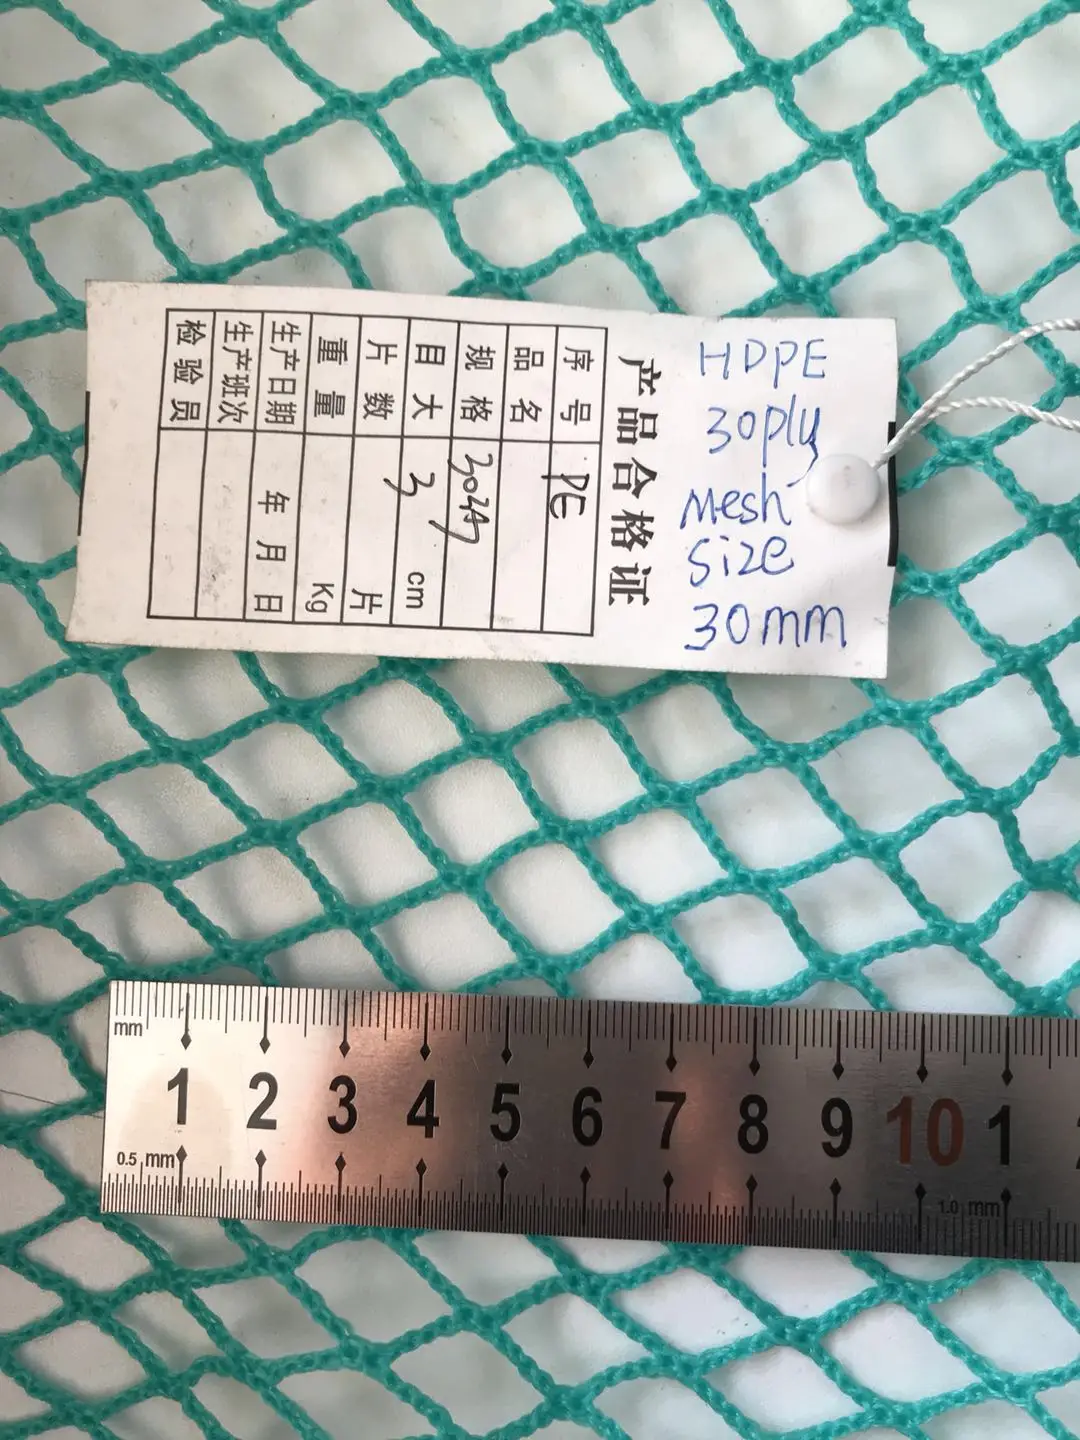 HDPE
30ply
mesh
size
30mm
产品合格证
序号 PE
品名
规格
目大 3 cm
片数 片
重量 Kg
生产日期 年 月 日
生产班次
检验员
mm
1 2 3 4 5 6 7 8 9 10 1
0.5 mm
1.0 mm